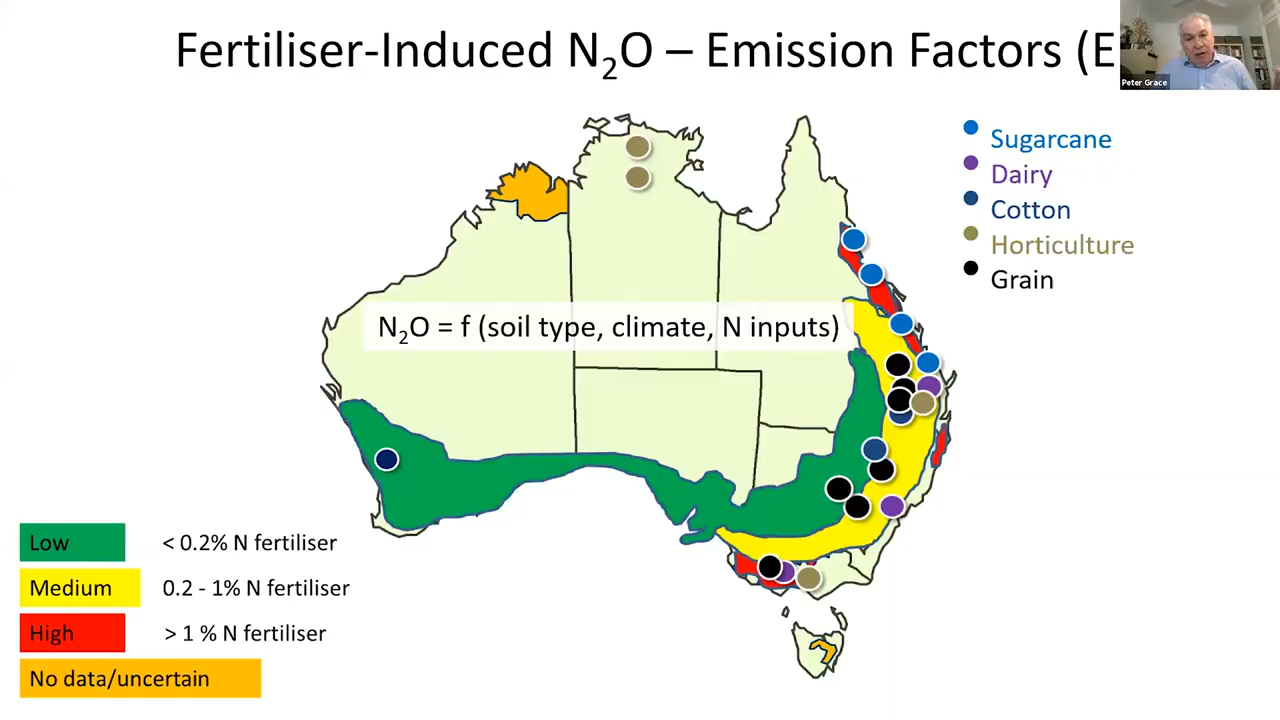 Fertiliser-Induced N₂O – Emission Factors (E
Peter Grace
Sugarcane
Dairy
Cotton
Horticulture
Grain
N₂O = f (soil type, climate, N inputs)
Low < 0.2% N fertiliser
Medium 0.2 - 1% N fertiliser
High > 1 % N fertiliser
No data/uncertain